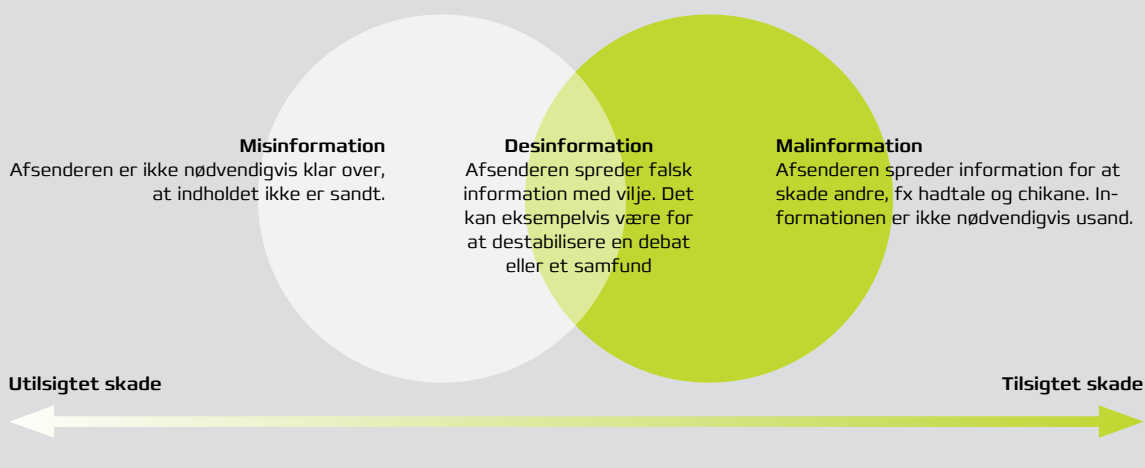 Misinformation
Afsenderen er ikke nødvendigvis klar over,
at indholdet ikke er sandt.
Desinformation
Afsenderen spreder falsk
information med vilje. Det
kan eksempelvis være for
at destabilisere en debat
eller et samfund
Malinformation
Afsenderen spreder information for at
skade andre, fx hadtale og chikane. In-
formationen er ikke nødvendigvis usand.
Utilsigtet skade
Tilsigtet skade